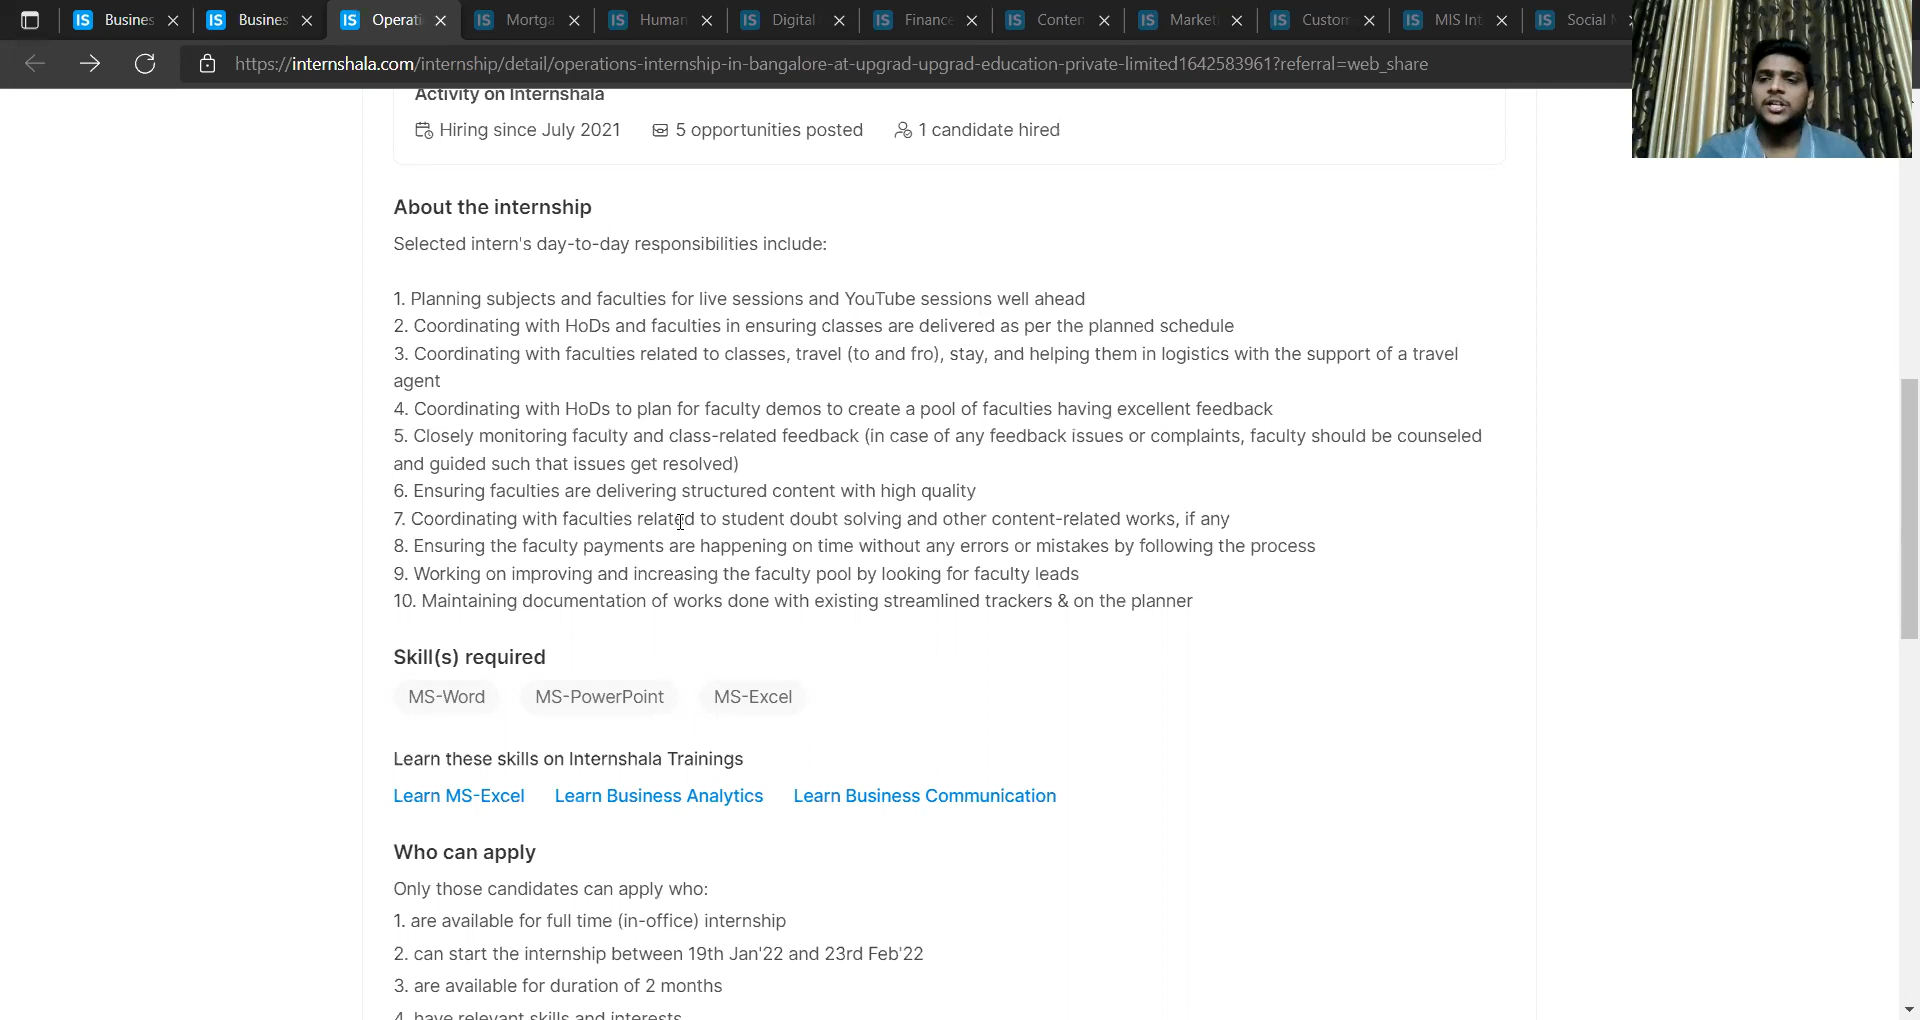 IS Busines
IS Busines
IS Operati
IS Mortga
IS Human
IS Digital
IS Finance
IS Conten
IS Market
IS Custom
IS MIS Int
IS Social
https://internshala.com/internship/detail/operations-internship-in-bangalore-at-upgrad-upgrad-education-private-limited1642583961?referral=web_share
Activity on Internshala
Hiring since July 2021 5 opportunities posted 1 candidate hired
About the internship
Selected intern's day-to-day responsibilities include:
1. Planning subjects and faculties for live sessions and YouTube sessions well ahead
2. Coordinating with HoDs and faculties in ensuring classes are delivered as per the planned schedule
3. Coordinating with faculties related to classes, travel (to and fro), stay, and helping them in logistics with the support of a travel
agent
4. Coordinating with HoDs to plan for faculty demos to create a pool of faculties having excellent feedback
5. Closely monitoring faculty and class-related feedback (in case of any feedback issues or complaints, faculty should be counseled
and guided such that issues get resolved)
6. Ensuring faculties are delivering structured content with high quality
7. Coordinating with faculties related to student doubt solving and other content-related works, if any
8. Ensuring the faculty payments are happening on time without any errors or mistakes by following the process
9. Working on improving and increasing the faculty pool by looking for faculty leads
10. Maintaining documentation of works done with existing streamlined trackers & on the planner
Skill(s) required
MS-Word MS-PowerPoint MS-Excel
Learn these skills on Internshala Trainings
Learn MS-Excel Learn Business Analytics Learn Business Communication
Who can apply
Only those candidates can apply who:
1. are available for full time (in-office) internship
2. can start the internship between 19th Jan'22 and 23rd Feb'22
3. are available for duration of 2 months
4. have relevant skills and interests